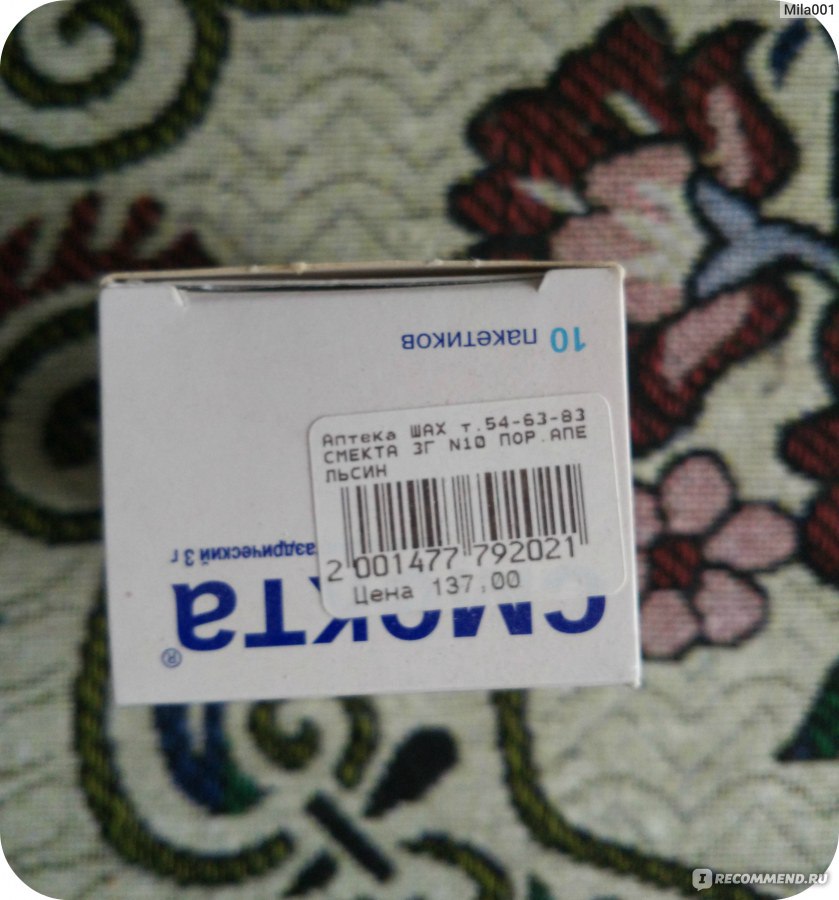 Mila001
10 пакетиков
Аптека ШАХ т.54-63-83
СМЕКТА 3Г N10 ПОР.АПЕ
ЛЬСИН
2 001477 792021
Цена 137,00
эдрический 3 г
смекта®
I RECOMMEND.RU